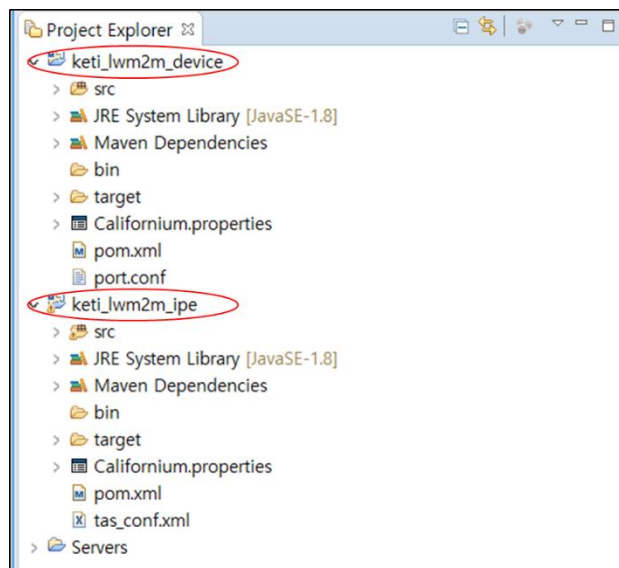 Project Explorer
keti_lwm2m_device
src
JRE System Library [JavaSE-1.8]
Maven Dependencies
bin
target
Californium.properties
pom.xml
port.conf
keti_lwm2m_ipe
src
JRE System Library [JavaSE-1.8]
Maven Dependencies
bin
target
Californium.properties
pom.xml
tas_conf.xml
Servers